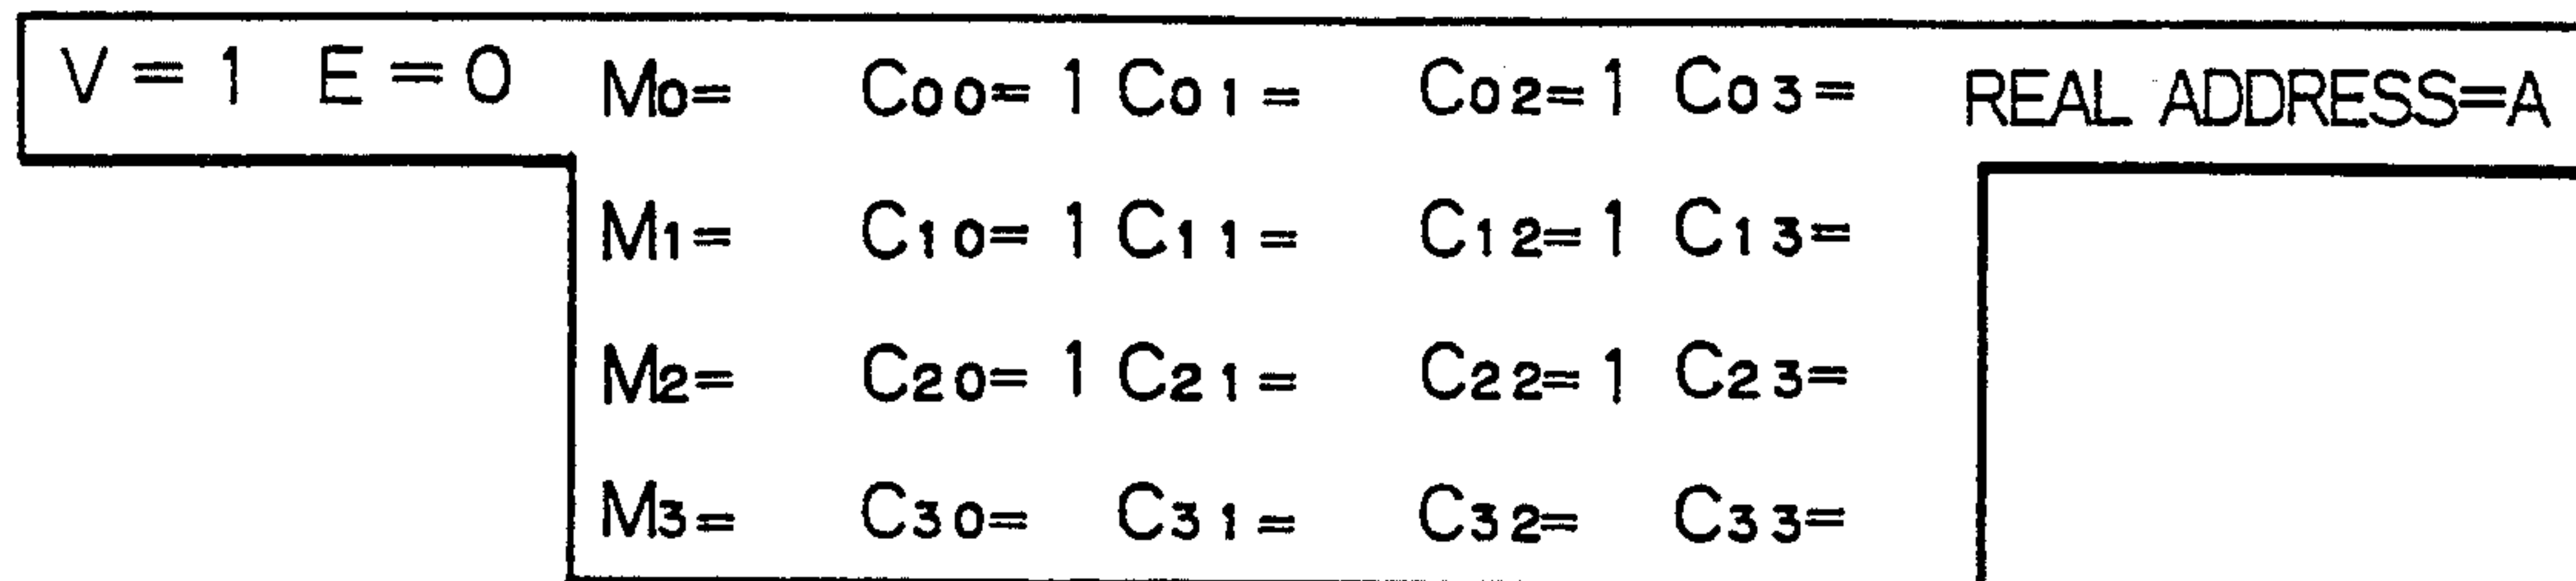 V=1 E=0 M0= C00=1 C01= C02=1 C03= REAL ADDRESS=A
M1= C10=1 C11= C12=1 C13=
M2= C20=1 C21= C22=1 C23=
M3= C30= C31= C32= C33=